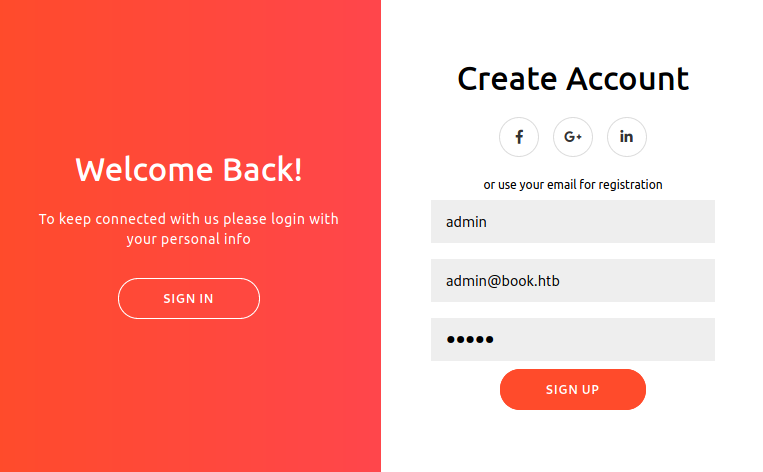 Welcome Back!
To keep connected with us please login with
your personal info
SIGN IN
Create Account
f
G+
in
or use your email for registration
admin
admin@book.htb
•••••
SIGN UP